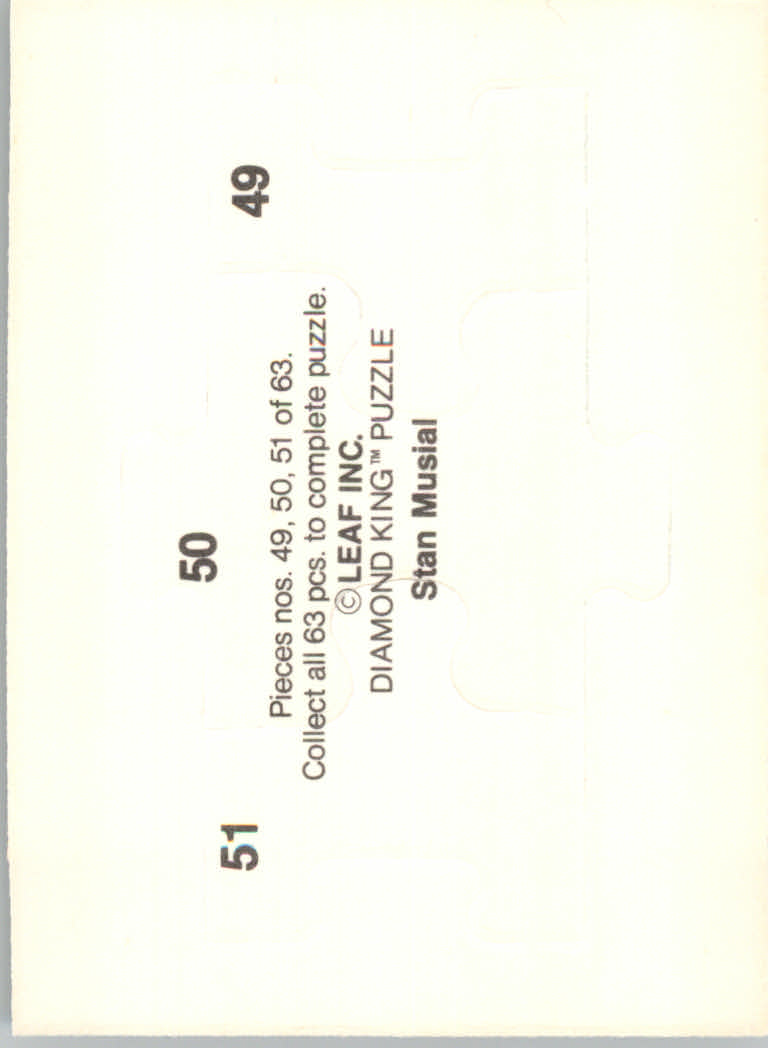 51
50
49
Pieces nos. 49, 50, 51 of 63.
Collect all 63 pcs. to complete puzzle.
© LEAF INC.
DIAMOND KING™ PUZZLE
Stan Musial